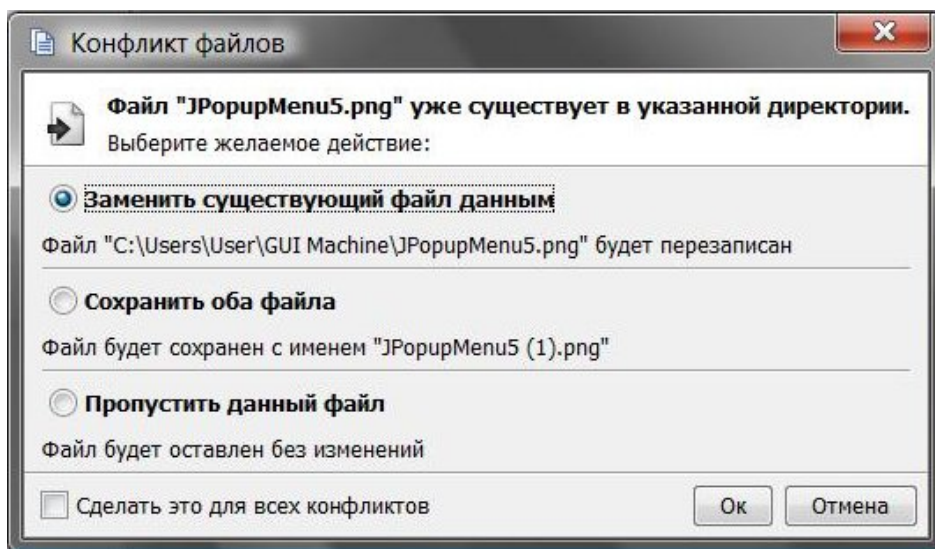 Конфликт файлов
Файл "JPopupMenu5.png" уже существует в указанной директории.
Выберите желаемое действие:
Заменить существующий файл данным
Файл "C:\Users\User\GUI Machine\JPopupMenu5.png" будет перезаписан
Сохранить оба файла
Файл будет сохранен с именем "JPopupMenu5 (1).png"
Пропустить данный файл
Файл будет оставлен без изменений
Сделать это для всех конфликтов
Ок
Отмена